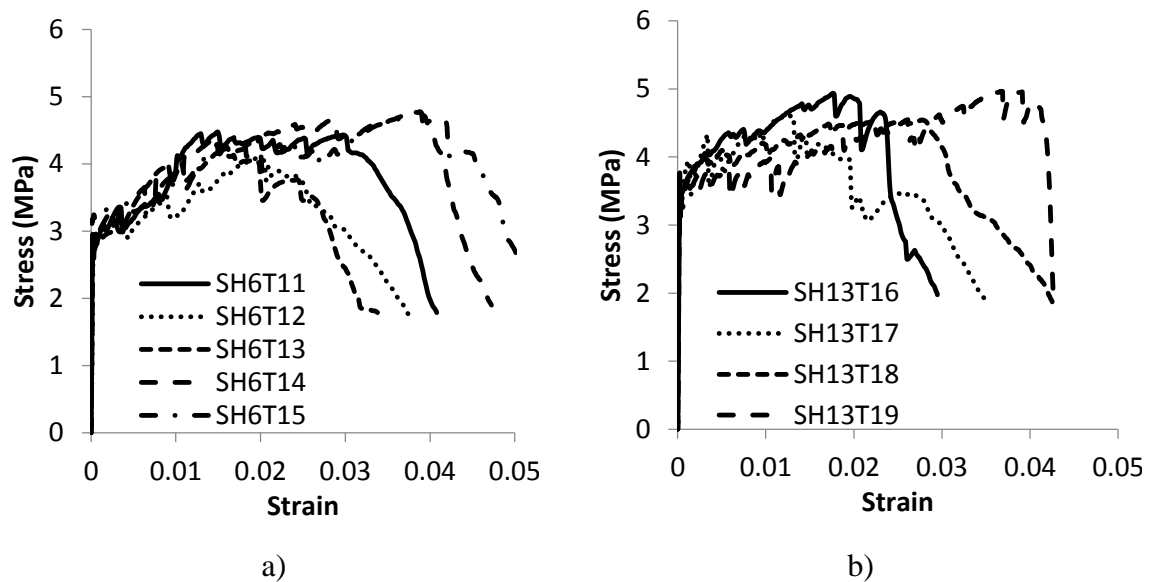 6
5
4
3
2
1
0
Stress (MPa)
SH6T11
SH6T12
SH6T13
SH6T14
SH6T15
0 0.01 0.02 0.03 0.04 0.05
Strain
a)
6
5
4
3
2
1
0
Stress (MPa)
SH13T16
SH13T17
SH13T18
SH13T19
0 0.01 0.02 0.03 0.04 0.05
Strain
b)